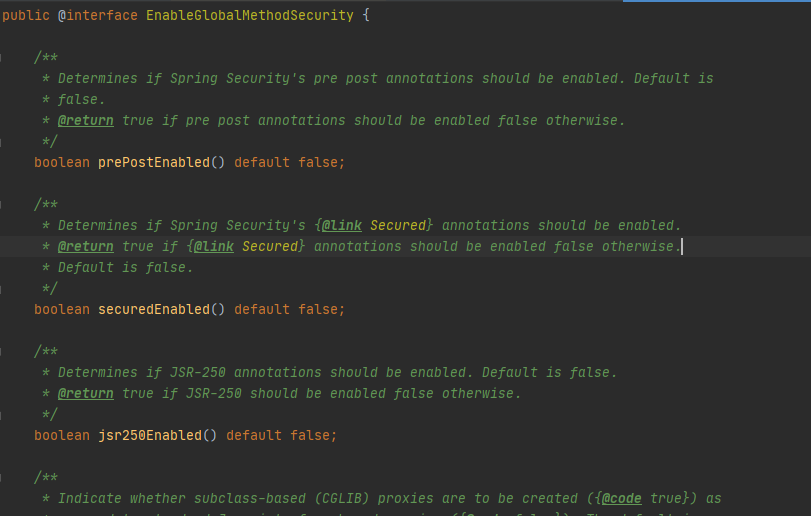 public @interface EnableGlobalMethodSecurity {
/**
* Determines if Spring Security's pre post annotations should be enabled. Default is
* false.
* @return true if pre post annotations should be enabled false otherwise.
*/
boolean prePostEnabled() default false;
/**
* Determines if Spring Security's {@link Secured} annotations should be enabled.
* @return true if {@link Secured} annotations should be enabled false otherwise.
* Default is false.
*/
boolean securedEnabled() default false;
/**
* Determines if JSR-250 annotations should be enabled. Default is false.
* @return true if JSR-250 should be enabled false otherwise.
*/
boolean jsr250Enabled() default false;
/**
* Indicate whether subclass-based (CGLIB) proxies are to be created ({@code true}) as